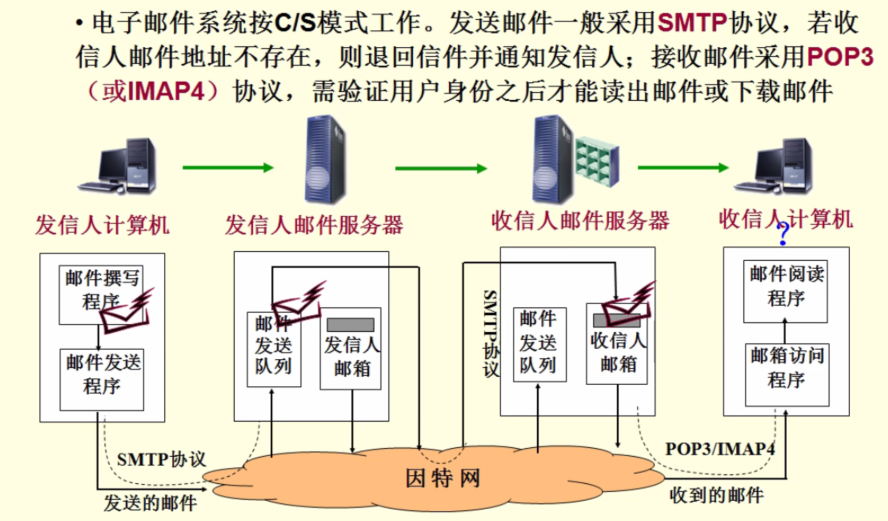 • 电子邮件系统按C/S模式工作。发送邮件一般采用SMTP协议，若收
信人邮件地址不存在，则退回信件并通知发信人；接收邮件采用POP3
（或IMAP4）协议，需验证用户身份之后才能读出邮件或下载邮件
发信人计算机
发信人邮件服务器
收信人邮件服务器
收信人计算机
?
邮件撰写
程序
邮件发送
程序
邮件
发送
队列
发信人
邮箱
SMTP协议
邮件
发送
队列
收信人
邮箱
邮件阅读
程序
邮箱访问
程序
SMTP协议
发送的邮件
因特网
POP3/IMAP4
收到的邮件